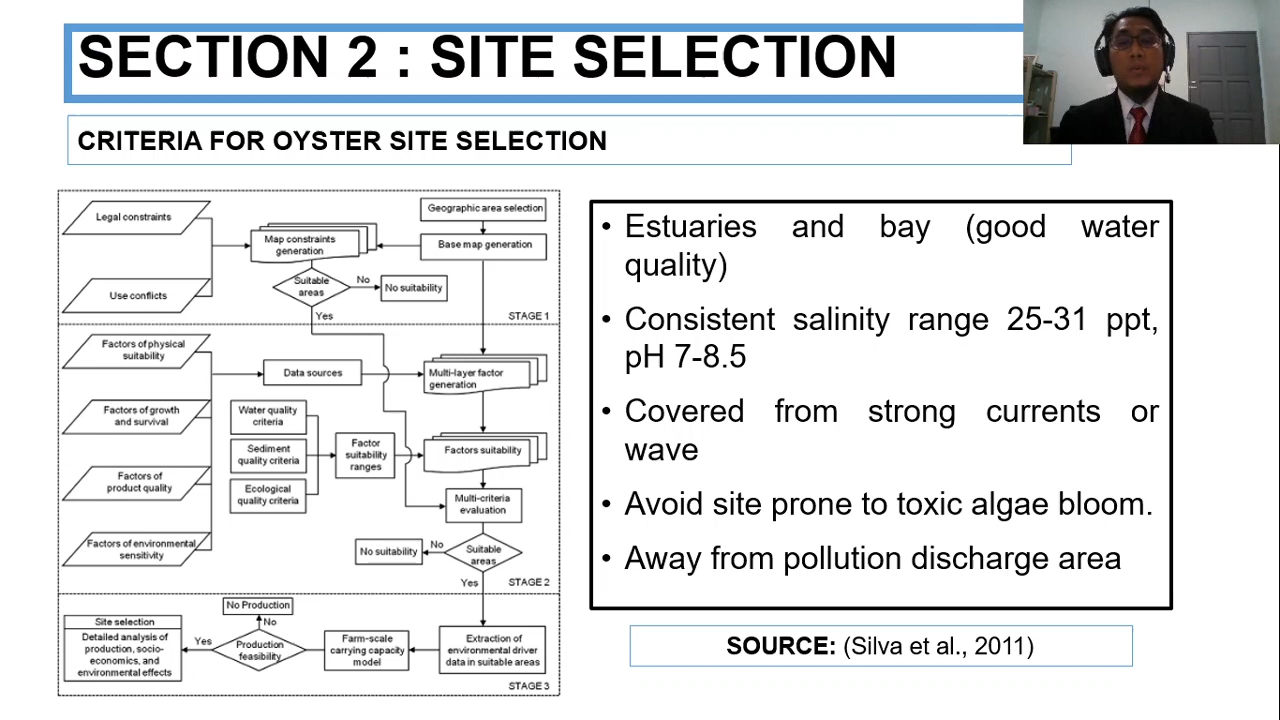 SECTION 2 : SITE SELECTION
CRITERIA FOR OYSTER SITE SELECTION
Legal constraints
Use conflicts
Map constraints
generation
Geographic area selection
Base map generation
Suitable
areas
No
No suitability
Yes
STAGE 1
Factors of physical
suitability
Factors of growth
and survival
Factors of
product quality
Factors of environmental
sensitivity
Data sources
Multi-layer factor
generation
Water quality
criteria
Sediment
quality criteria
Ecological
quality criteria
Factor
suitability
ranges
Factors suitability
Multi-criteria
evaluation
Suitable
areas
No
No suitability
Yes
STAGE 2
Extraction of
environmental driver
data in suitable areas
Farm-scale
carrying capacity
model
Production
feasibility
No
No Production
Yes
Site selection
Detailed analysis of
production, socio-
economics, and
environmental effects
STAGE 3
• Estuaries and bay (good water
quality)
• Consistent salinity range 25-31 ppt,
pH 7-8.5
• Covered from strong currents or
wave
• Avoid site prone to toxic algae bloom.
• Away from pollution discharge area
SOURCE: (Silva et al., 2011)